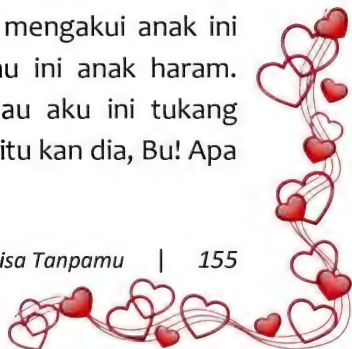 mengakui anak ini
u ini anak haram.
au aku ini tukang
itu kan dia, Bu! Apa
isa Tanpamu | 155